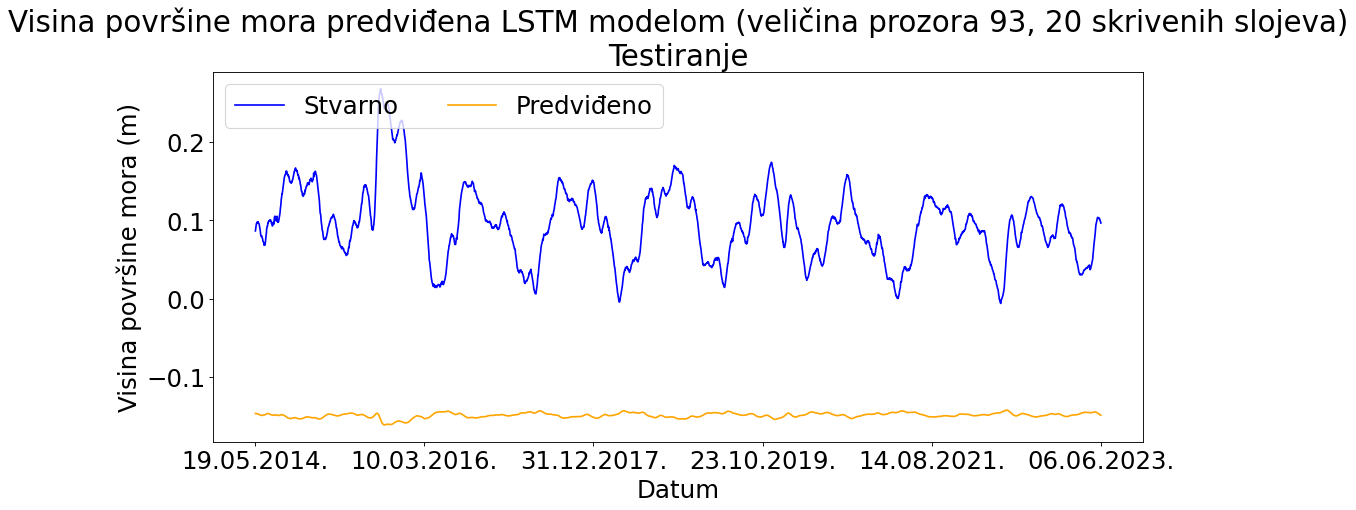 Visina površine mora predviđena LSTM modelom (veličina prozora 93, 20 skrivenih slojeva)
Testiranje
Stvarno Predviđeno
Visina površine mora (m)
0.2
0.1
0.0
−0.1
19.05.2014. 10.03.2016. 31.12.2017. 23.10.2019. 14.08.2021. 06.06.2023.
Datum